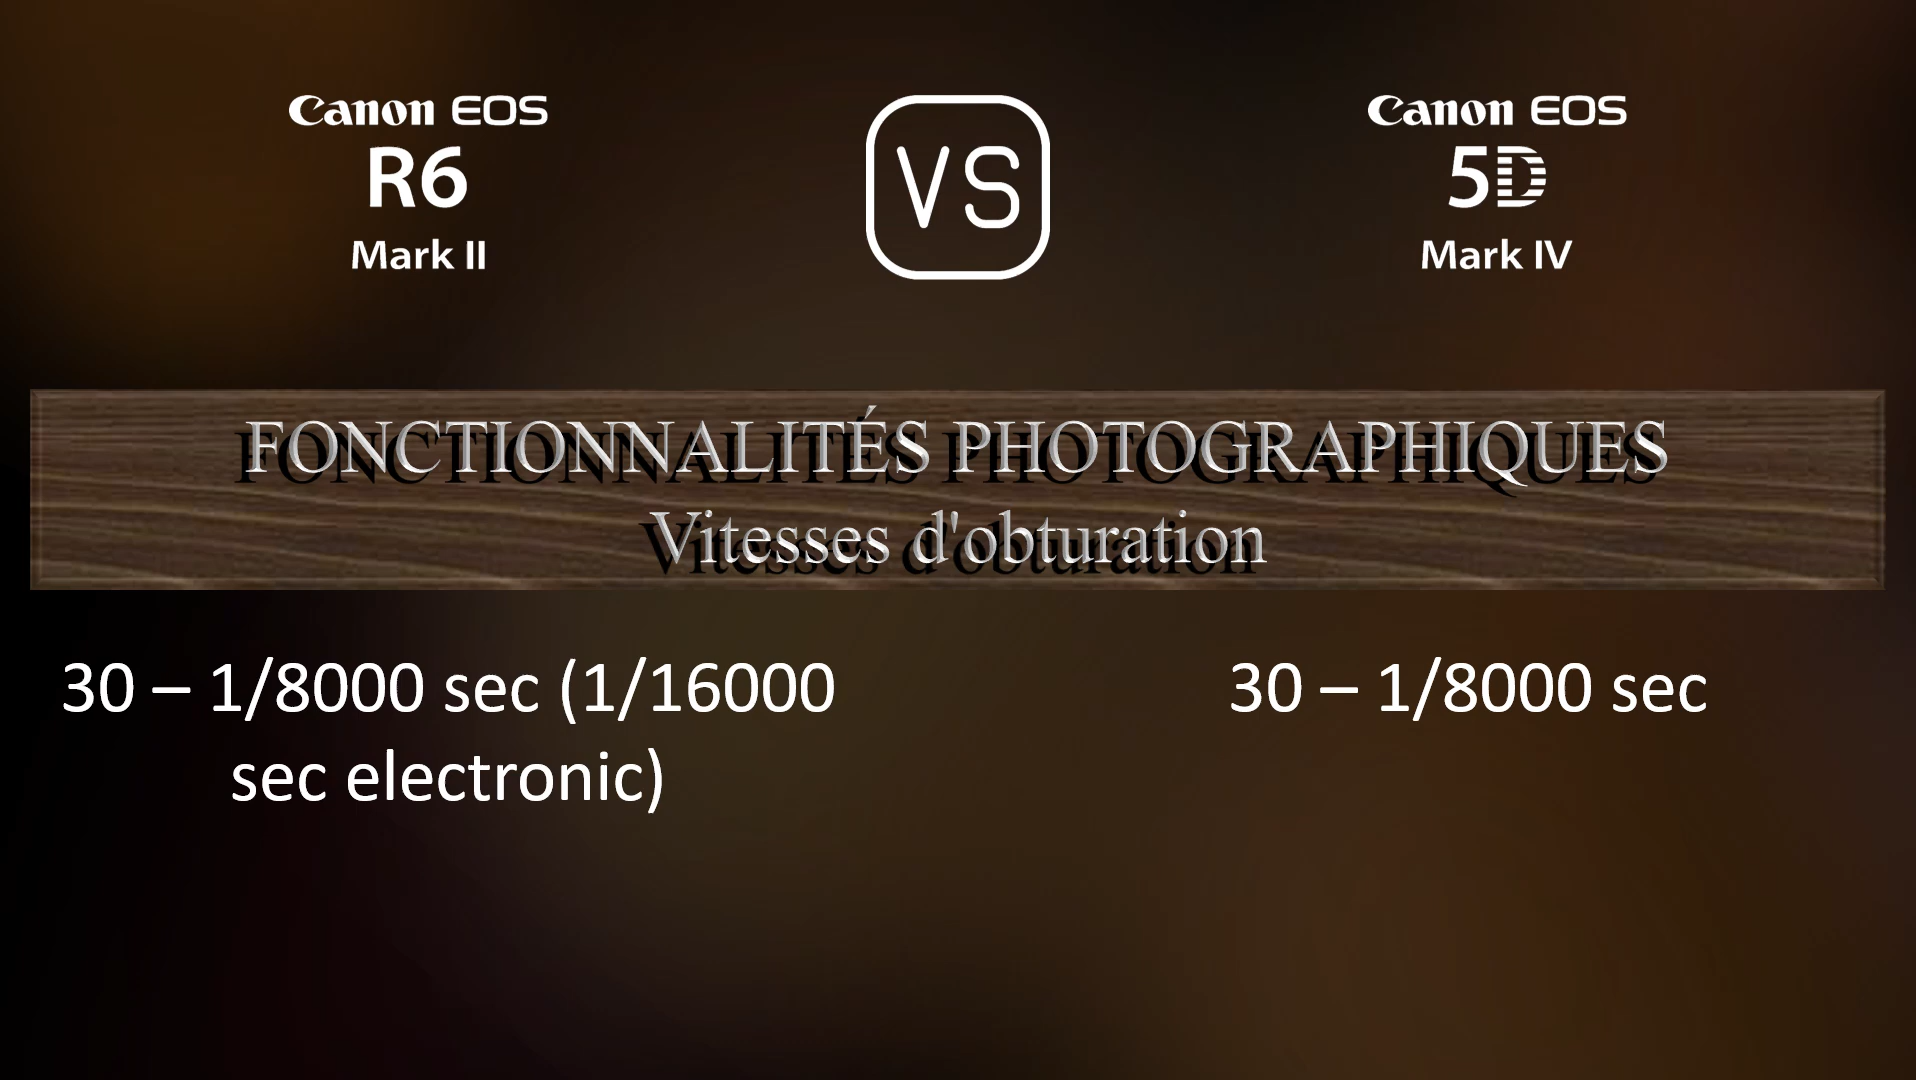 Canon EOS
R6
Mark II
VS
Canon EOS
5D
Mark IV
FONCTIONNALITÉS PHOTOGRAPHIQUES
Vitesses d'obturation
30 – 1/8000 sec (1/16000
sec electronic)
30 – 1/8000 sec